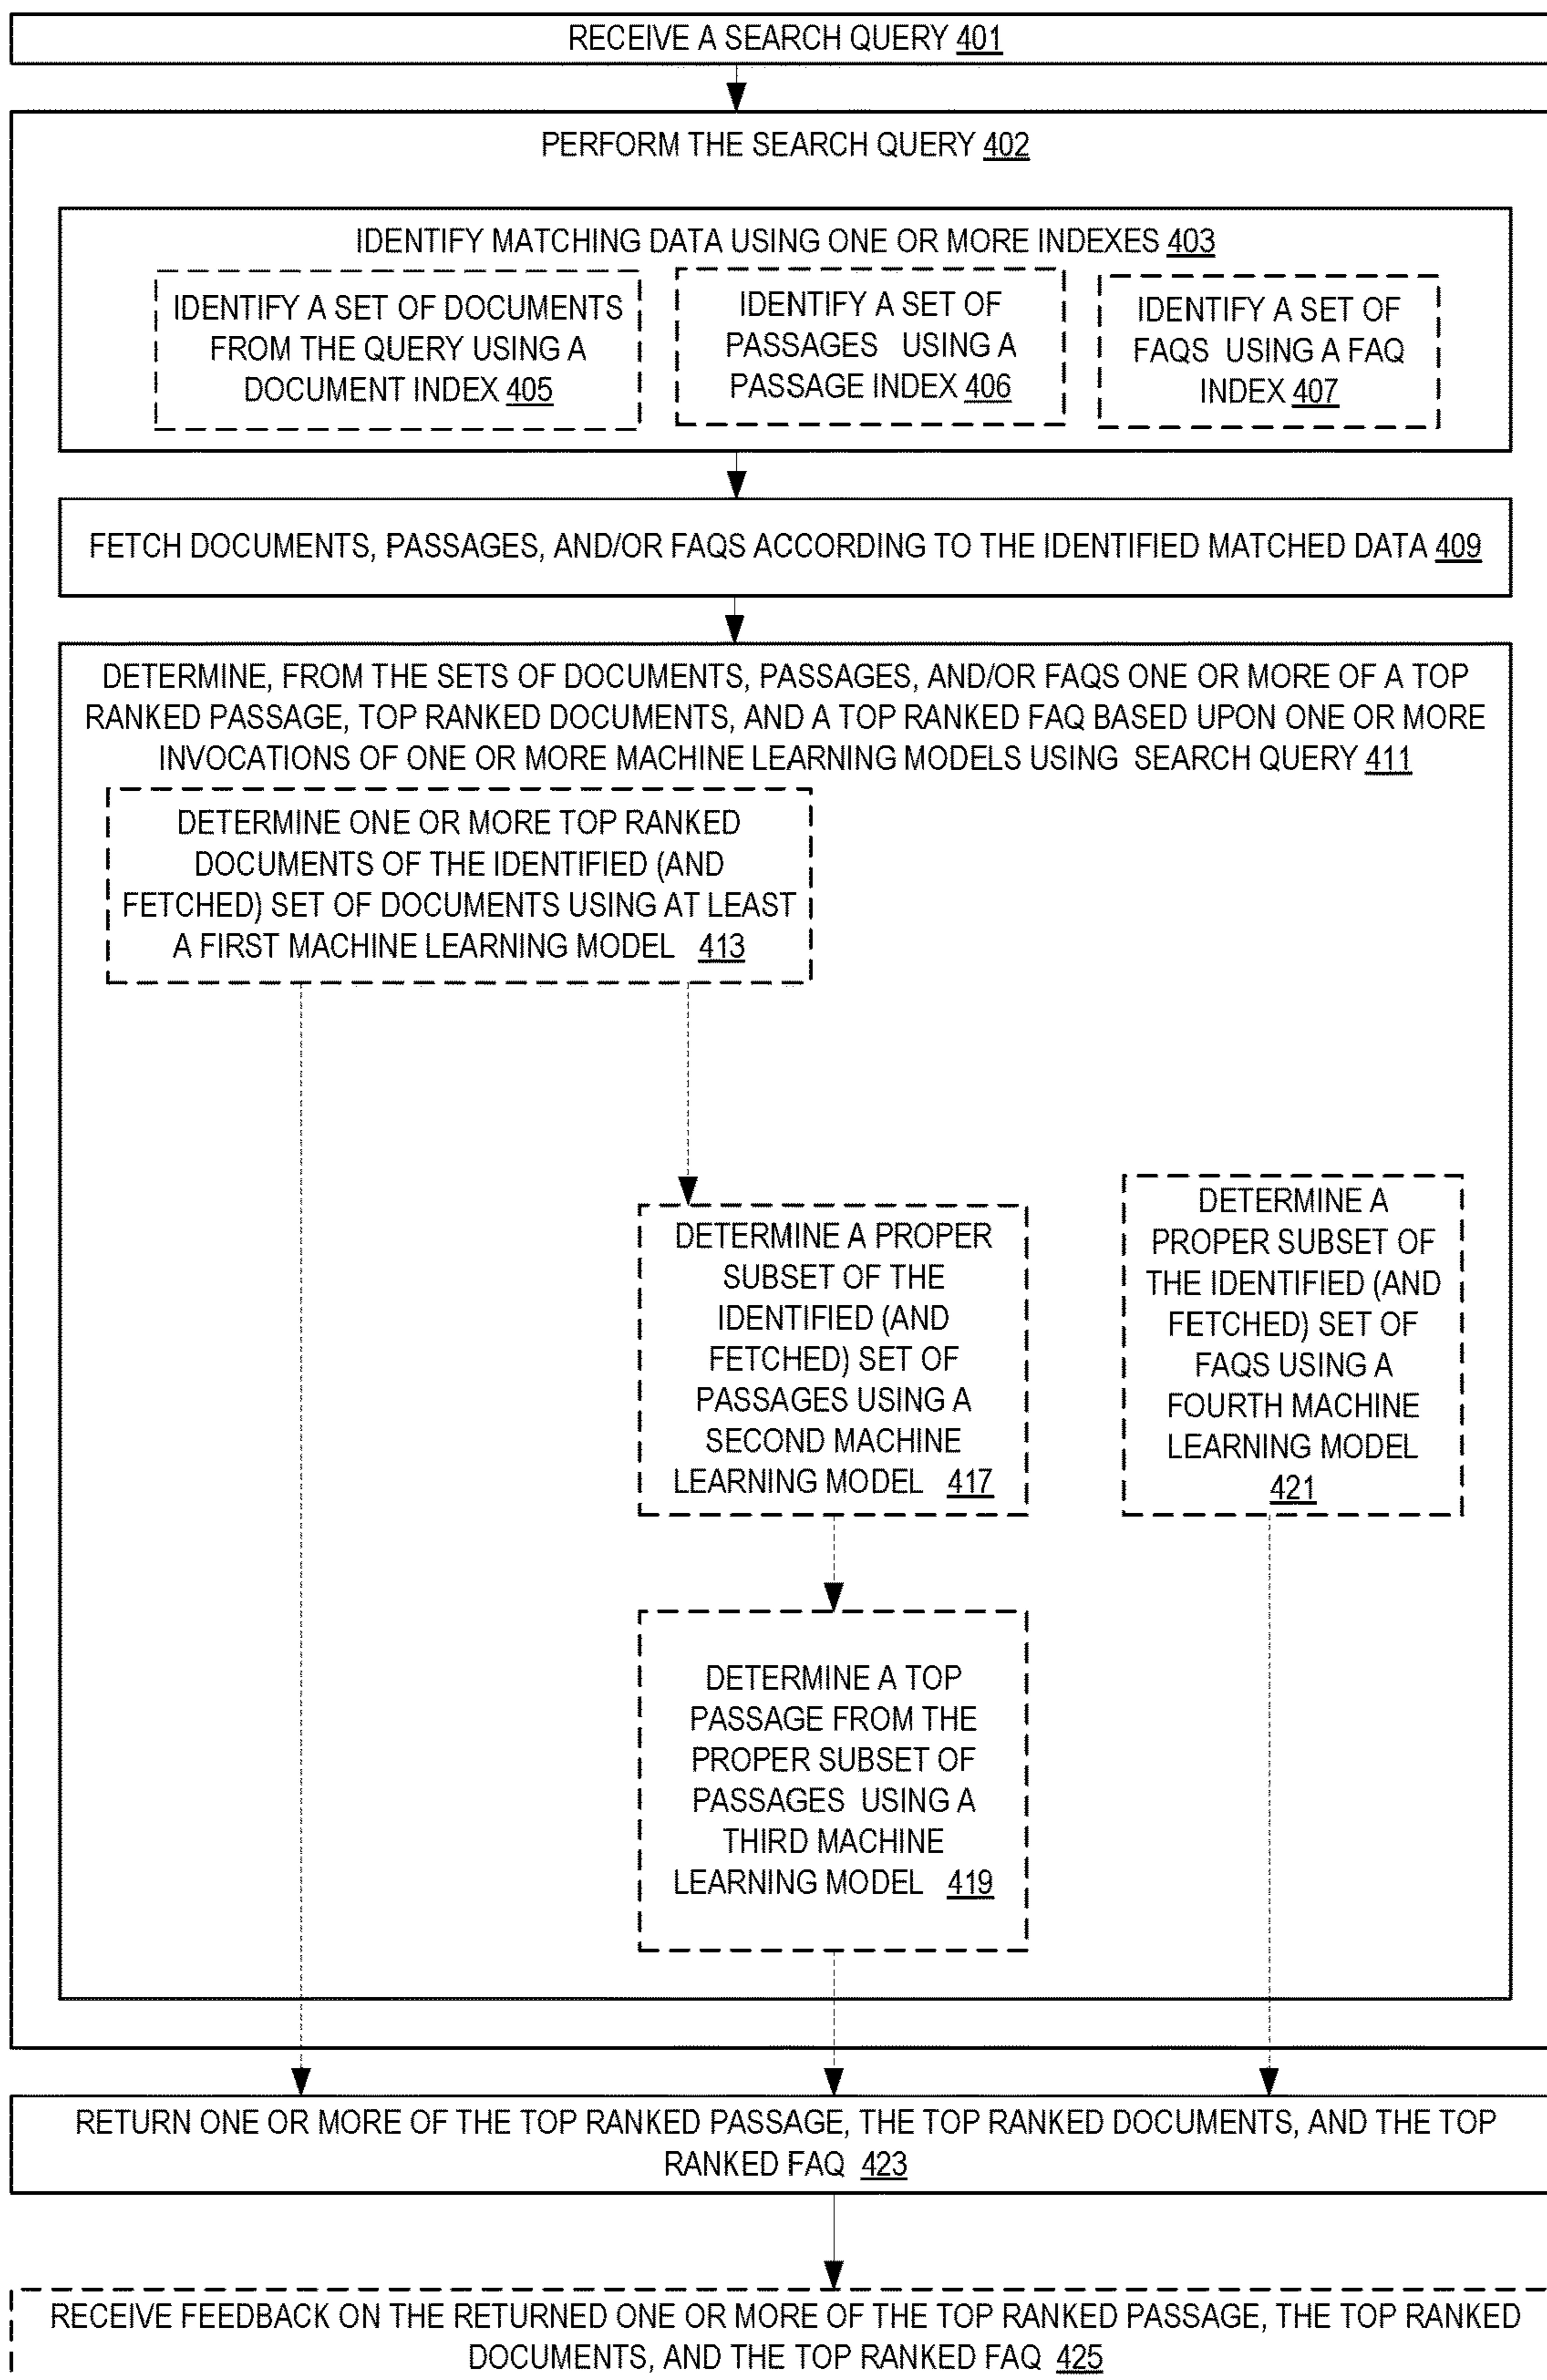 RECEIVE A SEARCH QUERY 401
PERFORM THE SEARCH QUERY 402
IDENTIFY MATCHING DATA USING ONE OR MORE INDEXES 403
IDENTIFY A SET OF DOCUMENTS
FROM THE QUERY USING A
DOCUMENT INDEX 405
IDENTIFY A SET OF
PASSAGES USING A
PASSAGE INDEX 406
IDENTIFY A SET OF
FAQS USING A FAQ
INDEX 407
FETCH DOCUMENTS, PASSAGES, AND/OR FAQS ACCORDING TO THE IDENTIFIED MATCHED DATA 409
DETERMINE, FROM THE SETS OF DOCUMENTS, PASSAGES, AND/OR FAQS ONE OR MORE OF A TOP
RANKED PASSAGE, TOP RANKED DOCUMENTS, AND A TOP RANKED FAQ BASED UPON ONE OR MORE
INVOCATIONS OF ONE OR MORE MACHINE LEARNING MODELS USING SEARCH QUERY 411
DETERMINE ONE OR MORE TOP RANKED
DOCUMENTS OF THE IDENTIFIED (AND
FETCHED) SET OF DOCUMENTS USING AT LEAST
A FIRST MACHINE LEARNING MODEL 413
DETERMINE A PROPER
SUBSET OF THE
IDENTIFIED (AND
FETCHED) SET OF
PASSAGES USING A
SECOND MACHINE
LEARNING MODEL 417
DETERMINE A
PROPER SUBSET OF
THE IDENTIFIED (AND
FETCHED) SET OF
FAQS USING A
FOURTH MACHINE
LEARNING MODEL
421
DETERMINE A TOP
PASSAGE FROM THE
PROPER SUBSET OF
PASSAGES USING A
THIRD MACHINE
LEARNING MODEL 419
RETURN ONE OR MORE OF THE TOP RANKED PASSAGE, THE TOP RANKED DOCUMENTS, AND THE TOP
RANKED FAQ 423
RECEIVE FEEDBACK ON THE RETURNED ONE OR MORE OF THE TOP RANKED PASSAGE, THE TOP RANKED
DOCUMENTS, AND THE TOP RANKED FAQ 425